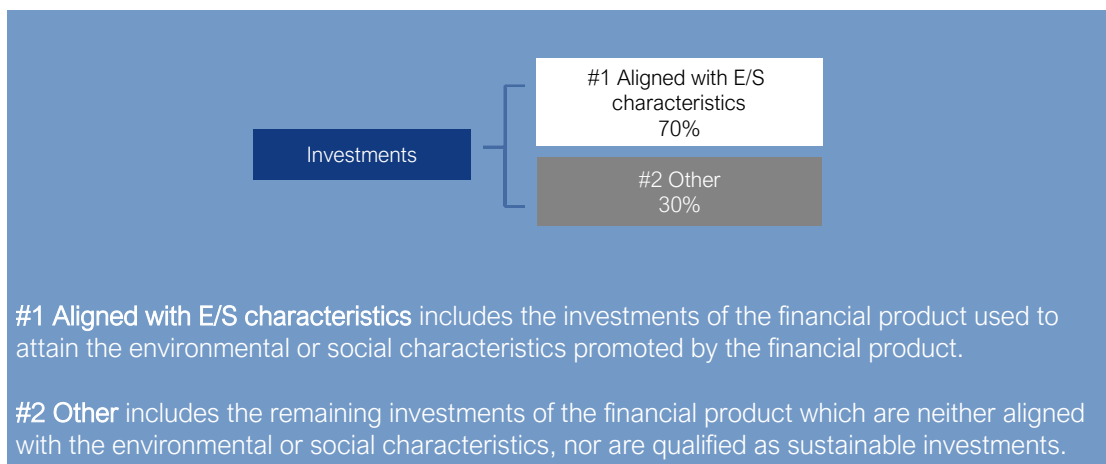 #1 Aligned with E/S
characteristics
70%
Investments
#2 Other
30%
#1 Aligned with E/S characteristics includes the investments of the financial product used to
attain the environmental or social characteristics promoted by the financial product.
#2 Other includes the remaining investments of the financial product which are neither aligned
with the environmental or social characteristics, nor are qualified as sustainable investments.